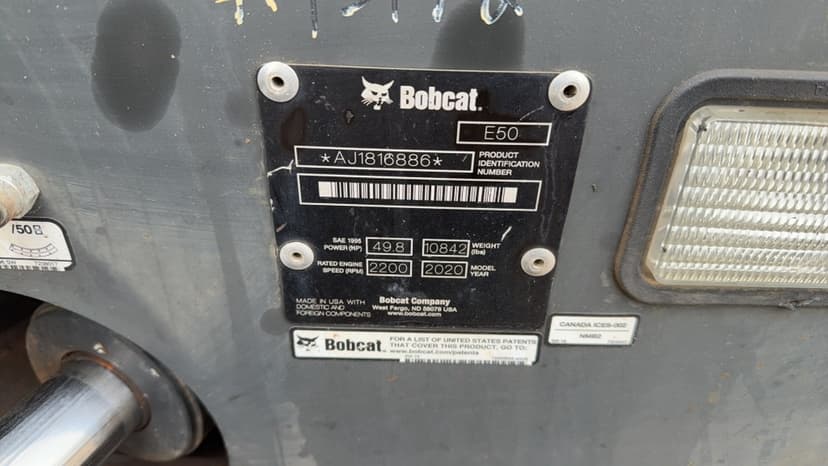 Bobcat.
E50
*AJ1816886*
PRODUCT
IDENTIFICATION
NUMBER
SAE 1995
POWER (HP)
49.8
10842
WEIGHT
(lbs)
RATED ENGINE
SPEED (RPM)
2200
2020
MODEL
YEAR
MADE IN USA WITH
DOMESTIC AND
FOREIGN COMPONENTS
Bobcat Company
West Fargo, ND 58078 USA
www.bobcat.com
Bobcat.
FOR A LIST OF UNITED STATES PATENTS
THAT COVER THIS PRODUCT, GO TO:
www.bobcat.com/patents
CANADA ICES-002
NMB2